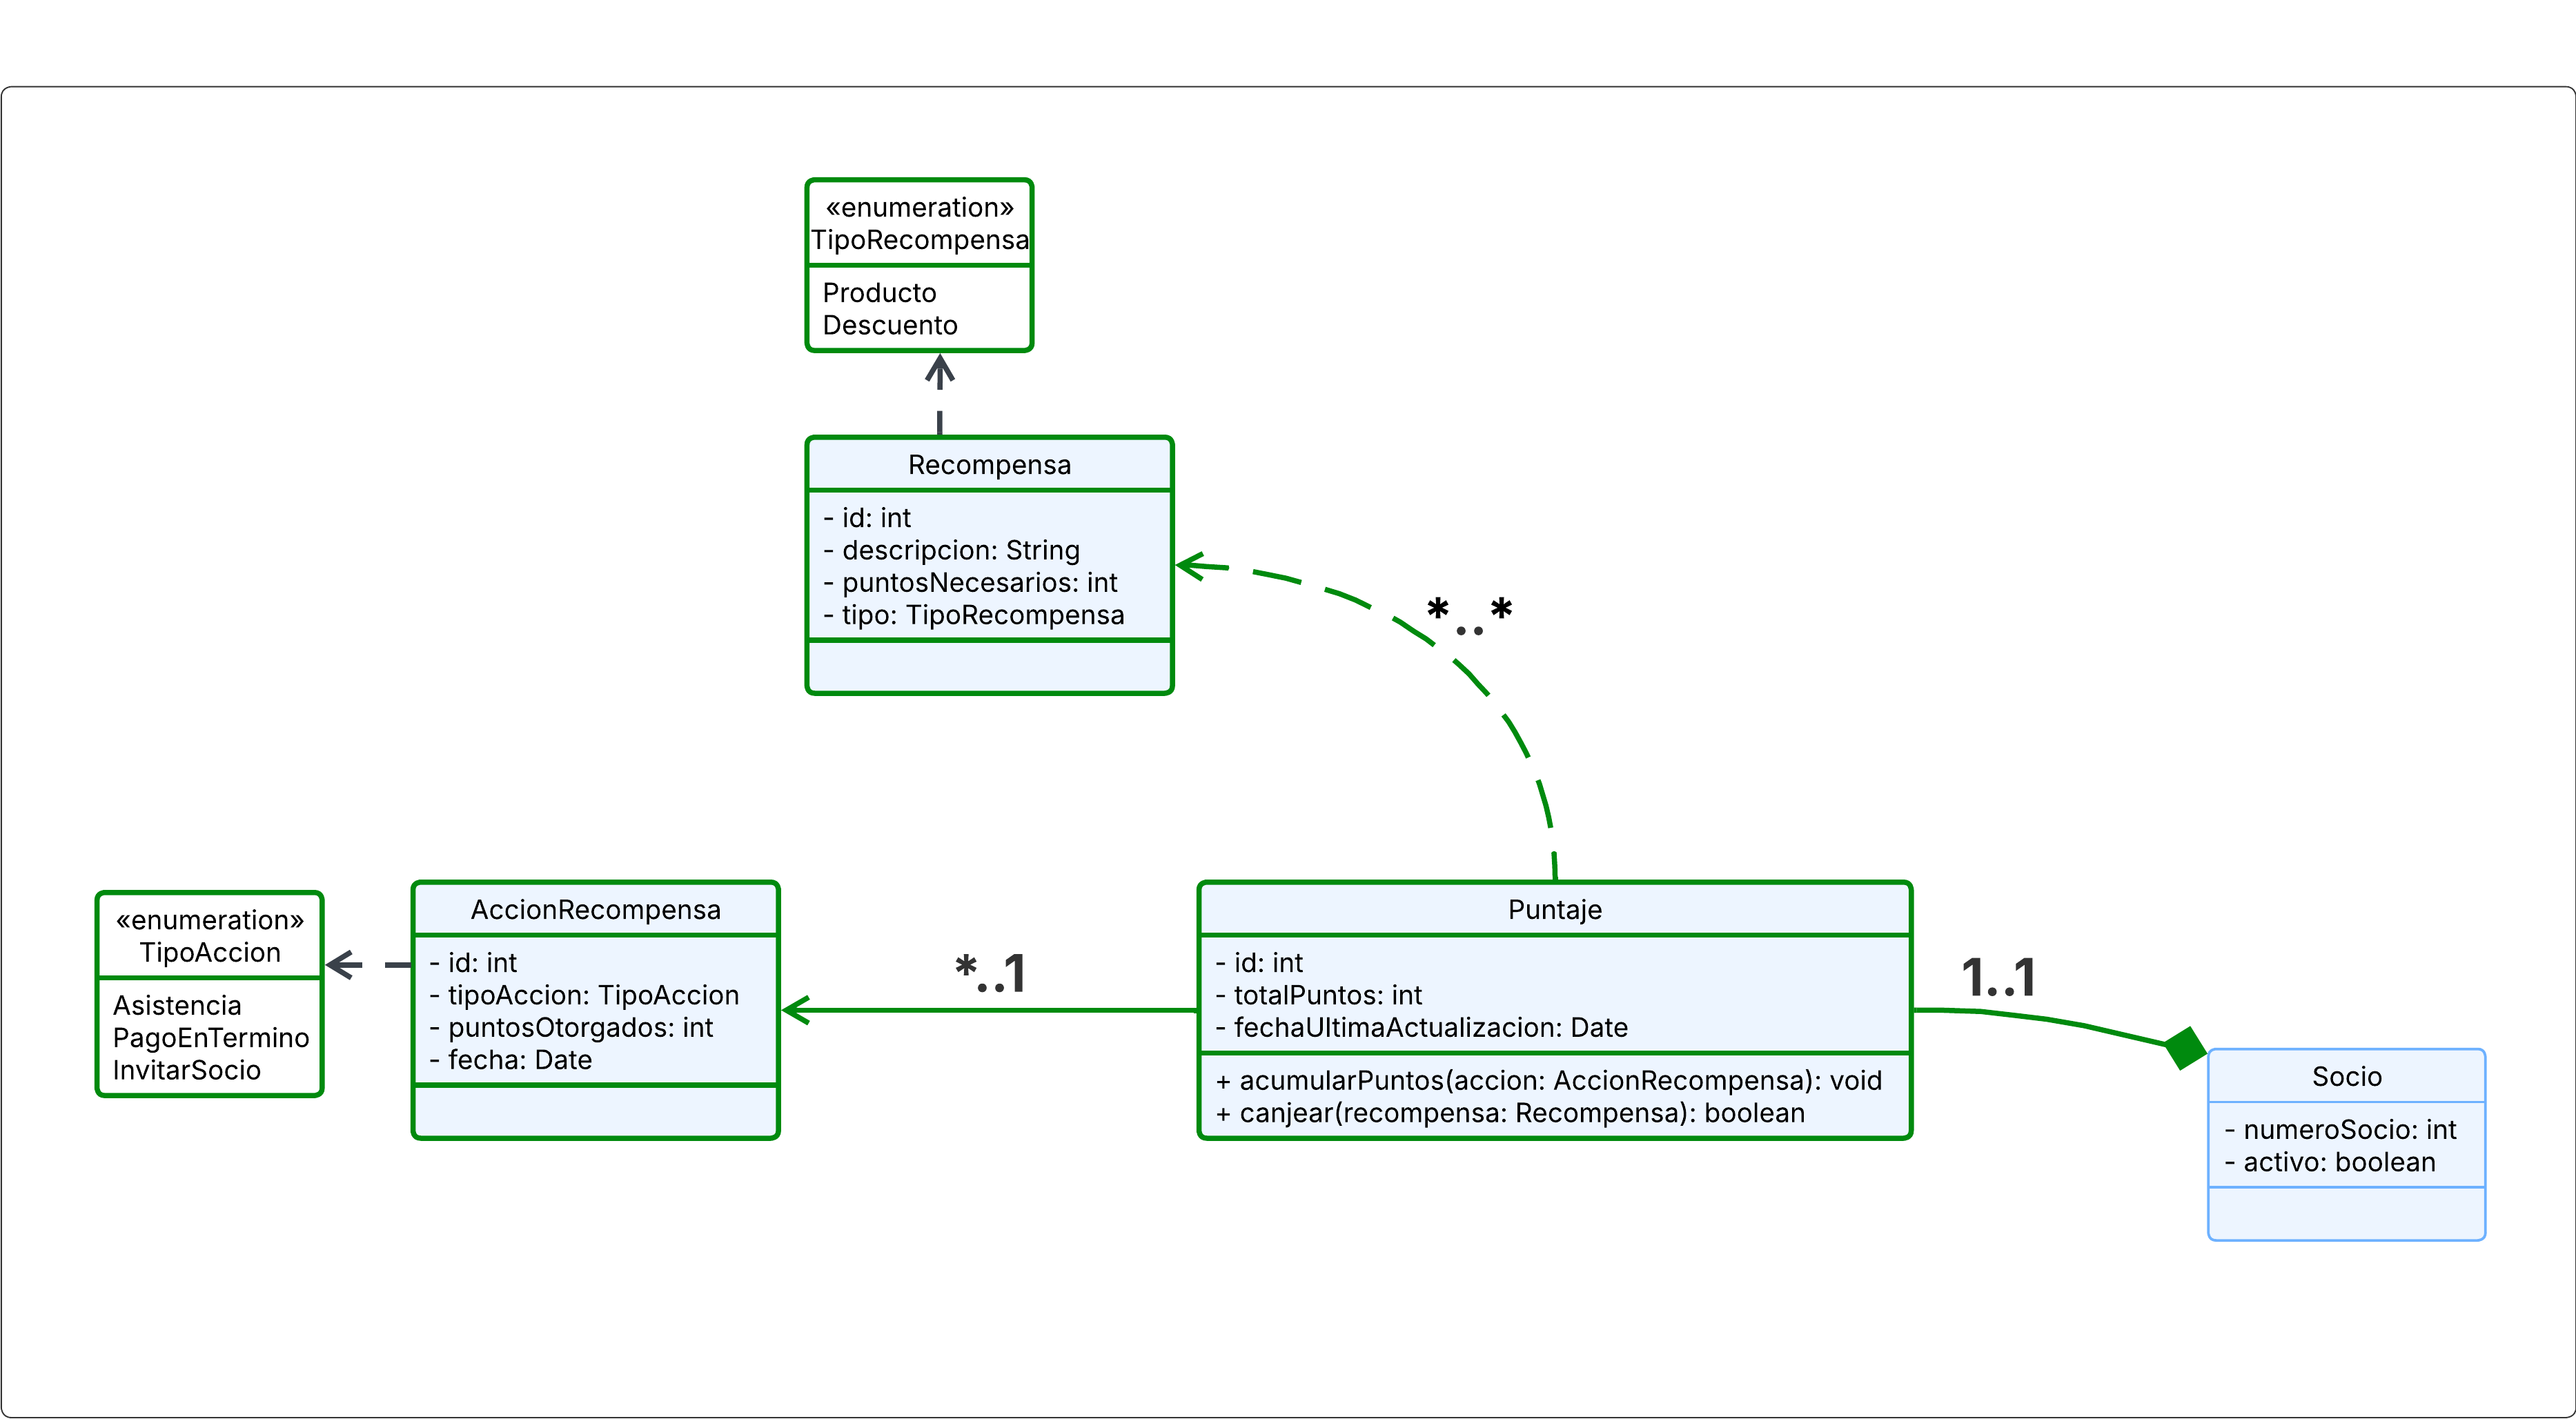 «enumeration»
TipoRecompensa
Producto
Descuento
Recompensa
- id: int
- descripcion: String
- puntosNecesarios: int
- tipo: TipoRecompensa
*..*
«enumeration»
TipoAccion
Asistencia
PagoEnTermino
InvitarSocio
AccionRecompensa
- id: int
- tipoAccion: TipoAccion
- puntosOtorgados: int
- fecha: Date
*..1
Puntaje
- id: int
- totalPuntos: int
- fechaUltimaActualizacion: Date
+ acumularPuntos(accion: AccionRecompensa): void
+ canjear(recompensa: Recompensa): boolean
1..1
Socio
- numeroSocio: int
- activo: boolean